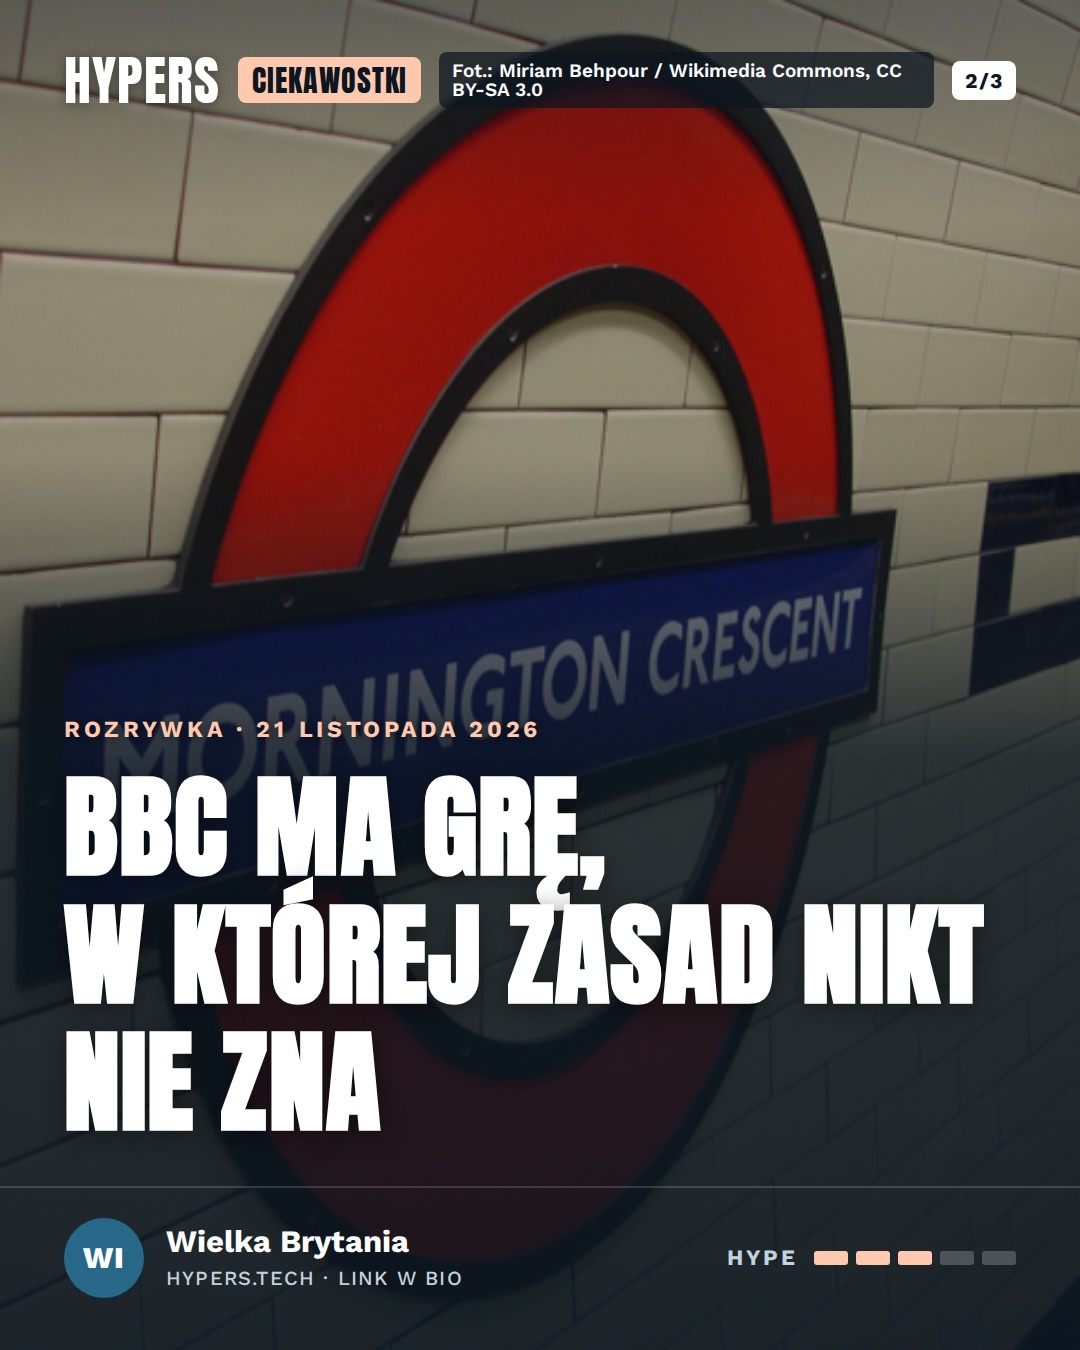 HYPERS
CIEKAWOSTKI
Fot.: Miriam Behpour / Wikimedia Commons, CC
BY-SA 3.0
2/3
MORNINGTON CRESCENT
ROZRYWKA · 21 LISTOPADA 2026
BBC MA GRĘ,
W KTÓREJ ZASAD NIKT
NIE ZNA
WI
Wielka Brytania
HYPERS.TECH · LINK W BIO
HYPE